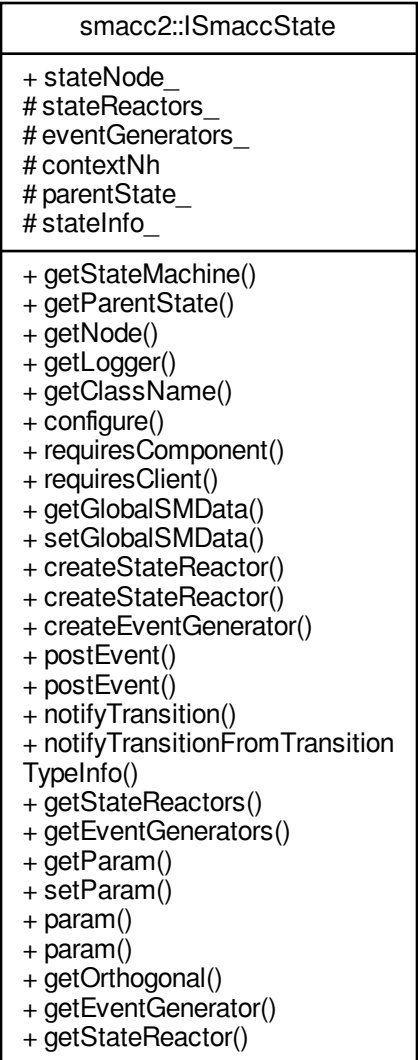 smacc2::ISmaccState
+ stateNode_
# stateReactors_
# eventGenerators_
# contextNh
# parentState_
# stateInfo_
+ getStateMachine()
+ getParentState()
+ getNode()
+ getLogger()
+ getClassName()
+ configure()
+ requiresComponent()
+ requiresClient()
+ getGlobalSMData()
+ setGlobalSMData()
+ createStateReactor()
+ createStateReactor()
+ createEventGenerator()
+ postEvent()
+ postEvent()
+ notifyTransition()
+ notifyTransitionFromTransition
TypeInfo()
+ getStateReactors()
+ getEventGenerators()
+ getParam()
+ setParam()
+ param()
+ param()
+ getOrthogonal()
+ getEventGenerator()
+ getStateReactor()